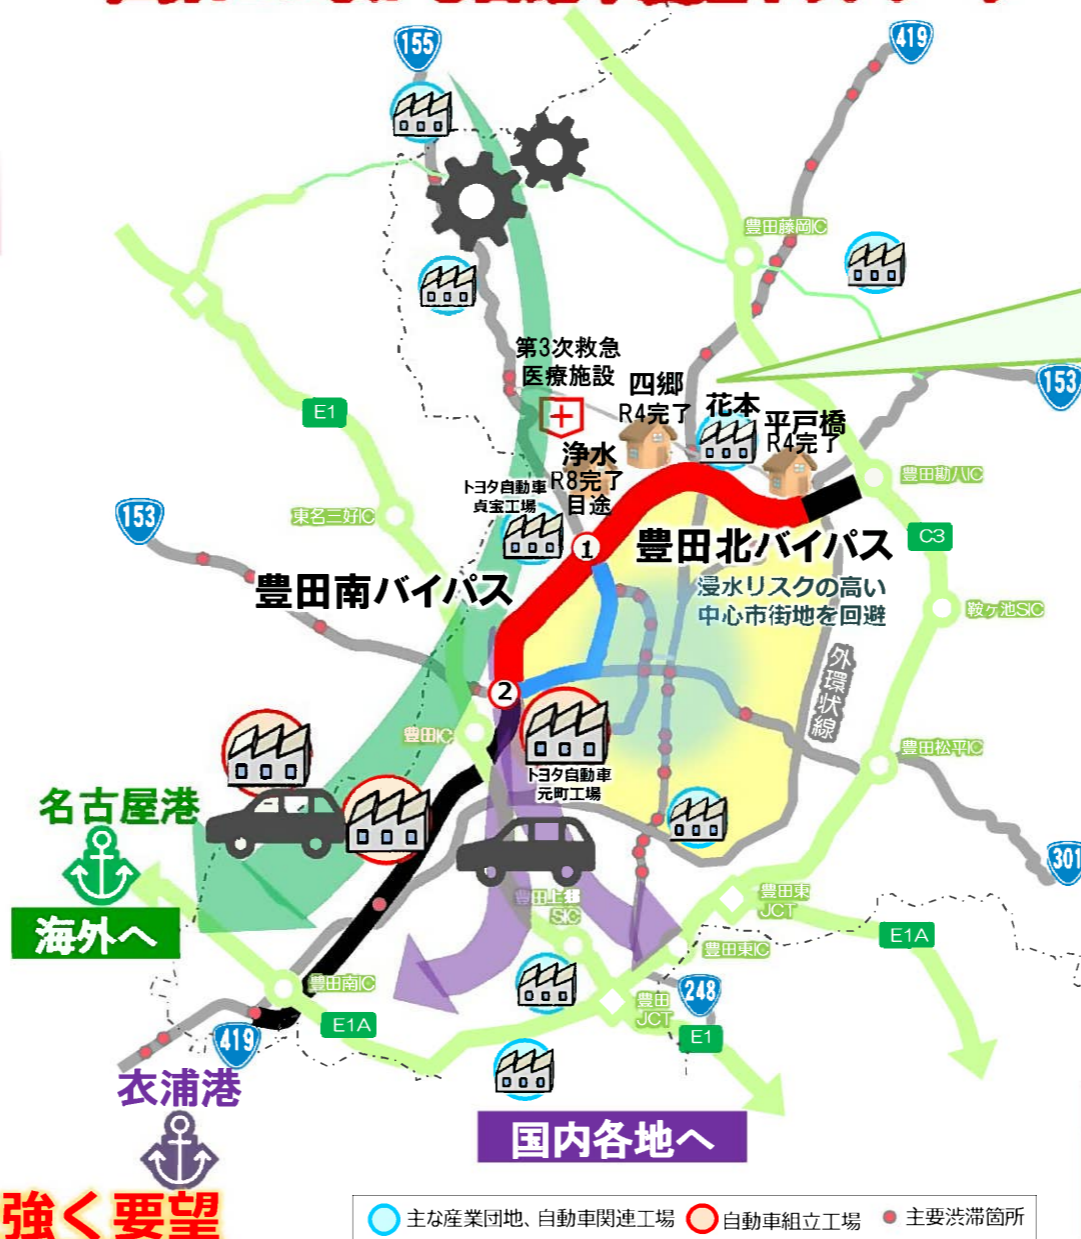 155
419
豊田藤岡IC
第3次救急
医療施設
四郷
R4完了
花本
平戸橋
R4完了
153
E1
浄水
R8完了
目途
トヨタ自動車
貞宝工場
豊田勘八IC
153
東名三好IC
1
豊田北バイパス
C3
豊田南バイパス
浸水リスクの高い
中心市街地を回避
鞍ケ池SIC
外環状線
2
豊田IC
豊田松平IC
トヨタ自動車
元町工場
名古屋港
301
豊田上郷
SIC
豊田東
JCT
海外へ
E1A
豊田東IC
豊田南IC
248
豊田
JCT
E1A
E1
419
衣浦港
国内各地へ
強く要望
主な産業団地、自動車関連工場
自動車組立工場
主要渋滞箇所